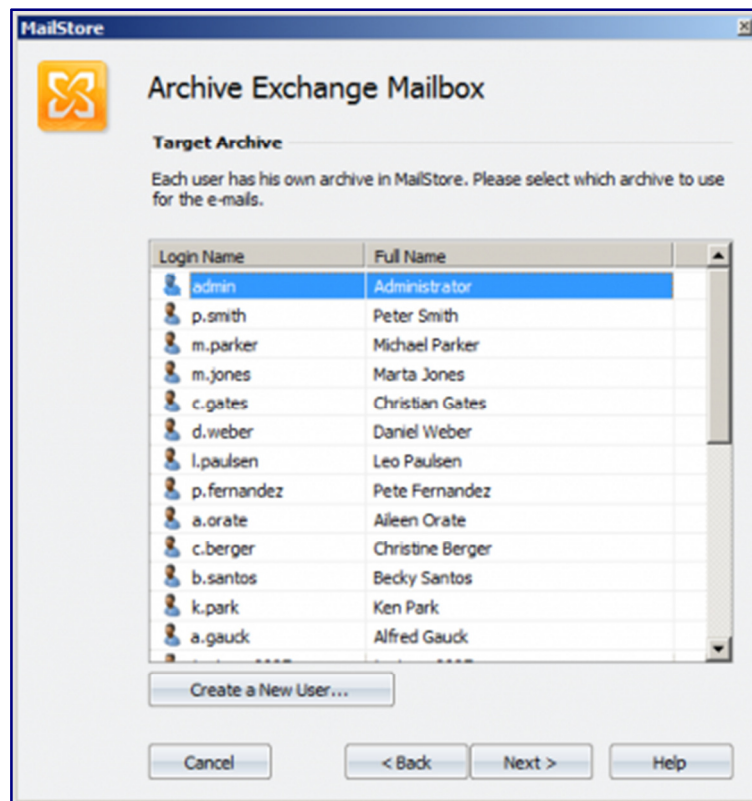 MailStore
Archive Exchange Mailbox
Target Archive
Each user has his own archive in MailStore. Please select which archive to use
for the e-mails.
Login Name Full Name
admin Administrator
p.smith Peter Smith
m.parker Michael Parker
m.jones Marta Jones
c.gates Christian Gates
d.weber Daniel Weber
l.paulsen Leo Paulsen
p.fernandez Pete Fernandez
a.orate Aileen Orate
c.berger Christine Berger
b.santos Becky Santos
k.park Ken Park
a.gauck Alfred Gauck
Create a New User...
Cancel < Back Next > Help